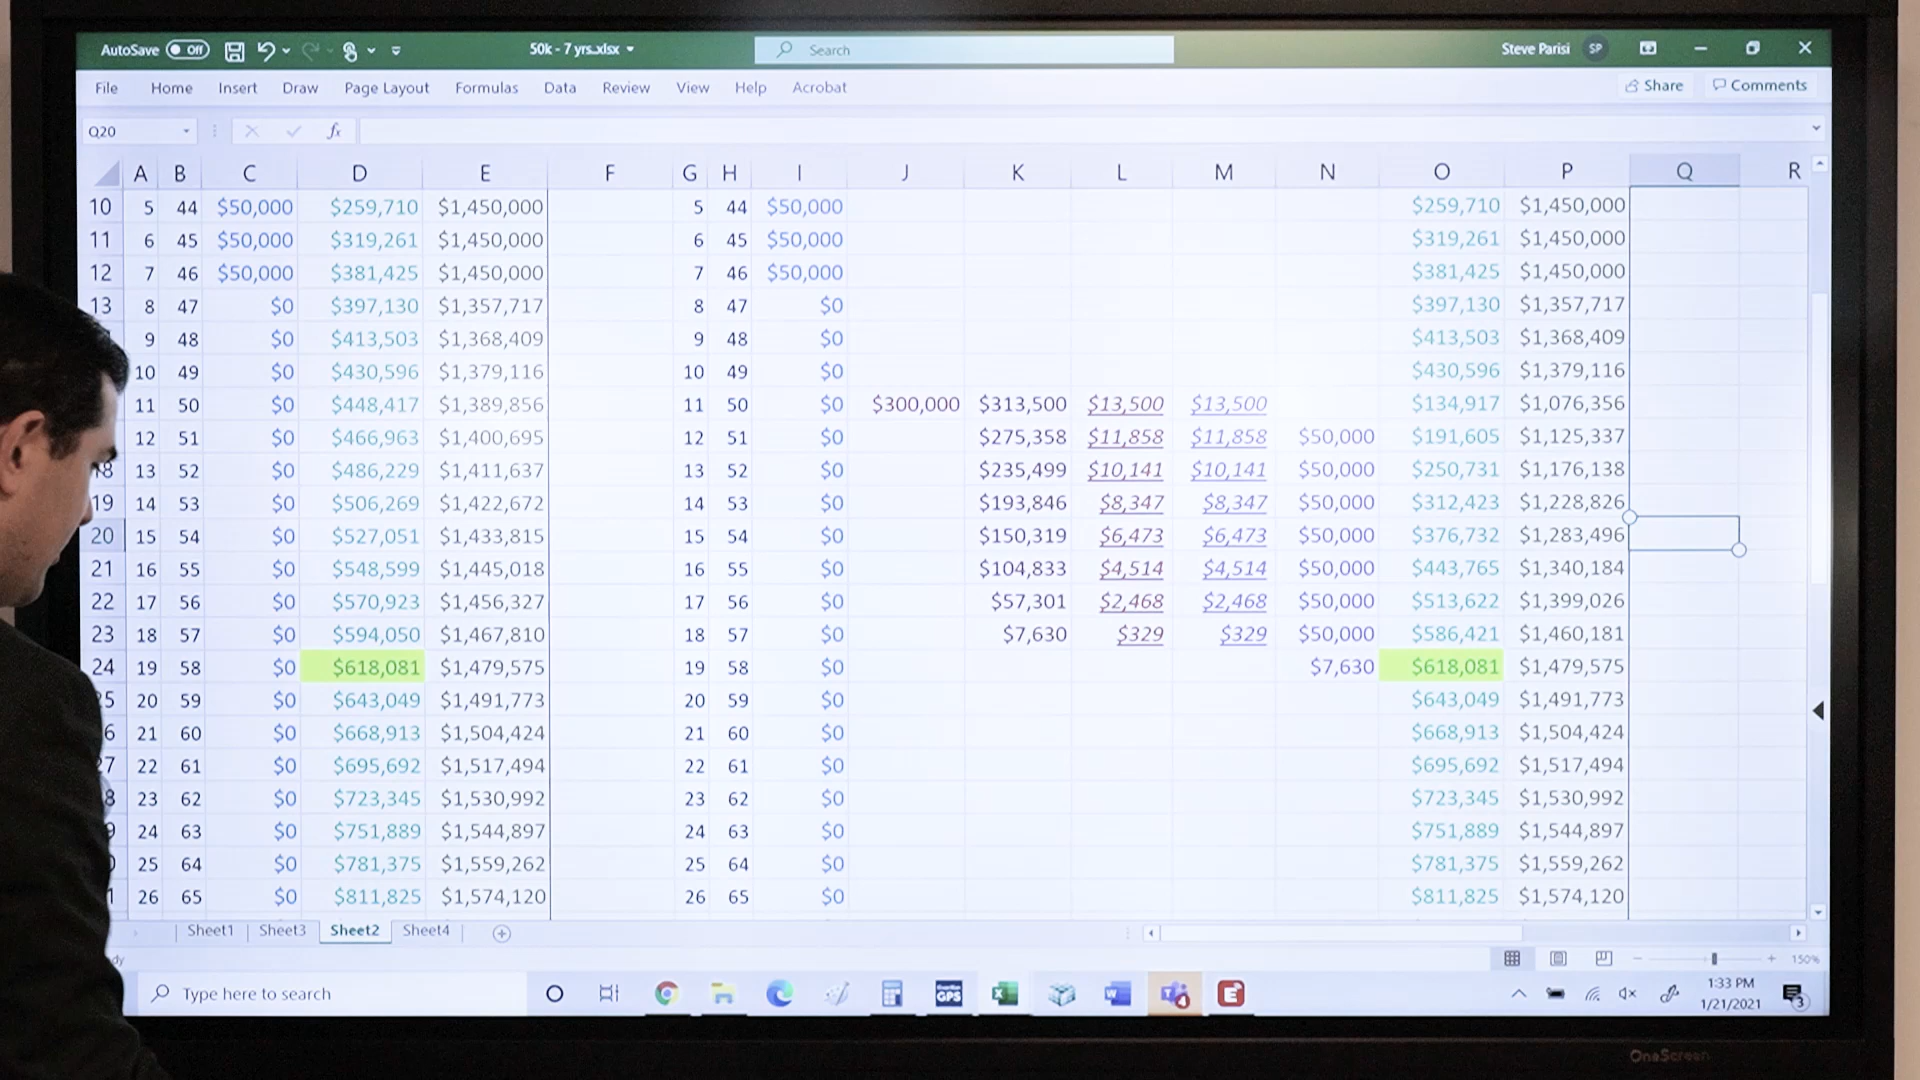 AutoSave Off 50k - 7 yrs.xlsx Search Steve Parisi SP
File Home Insert Draw Page Layout Formulas Data Review View Help Acrobat Share Comments
Q20 fx
A B C D E F G H I J K L M N O P Q R
10 5 44 $50,000 $259,710 $1,450,000 5 44 $50,000 $259,710 $1,450,000
11 6 45 $50,000 $319,261 $1,450,000 6 45 $50,000 $319,261 $1,450,000
12 7 46 $50,000 $381,425 $1,450,000 7 46 $50,000 $381,425 $1,450,000
13 8 47 $0 $397,130 $1,357,717 8 47 $0 $397,130 $1,357,717
9 48 $0 $413,503 $1,368,409 9 48 $0 $413,503 $1,368,409
10 49 $0 $430,596 $1,379,116 10 49 $0 $430,596 $1,379,116
11 50 $0 $448,417 $1,389,856 11 50 $0 $300,000 $313,500 $13,500 $13,500 $134,917 $1,076,356
12 51 $0 $466,963 $1,400,695 12 51 $0 $275,358 $11,858 $11,858 $50,000 $191,605 $1,125,337
18 13 52 $0 $486,229 $1,411,637 13 52 $0 $235,499 $10,141 $10,141 $50,000 $250,731 $1,176,138
19 14 53 $0 $506,269 $1,422,672 14 53 $0 $193,846 $8,347 $8,347 $50,000 $312,423 $1,228,826
20 15 54 $0 $527,051 $1,433,815 15 54 $0 $150,319 $6,473 $6,473 $50,000 $376,732 $1,283,496
21 16 55 $0 $548,599 $1,445,018 16 55 $0 $104,833 $4,514 $4,514 $50,000 $443,765 $1,340,184
22 17 56 $0 $570,923 $1,456,327 17 56 $0 $57,301 $2,468 $2,468 $50,000 $513,622 $1,399,026
23 18 57 $0 $594,050 $1,467,810 18 57 $0 $7,630 $329 $329 $50,000 $586,421 $1,460,181
24 19 58 $0 $618,081 $1,479,575 19 58 $0 $7,630 $618,081 $1,479,575
5 20 59 $0 $643,049 $1,491,773 20 59 $0 $643,049 $1,491,773
6 21 60 $0 $668,913 $1,504,424 21 60 $0 $668,913 $1,504,424
7 22 61 $0 $695,692 $1,517,494 22 61 $0 $695,692 $1,517,494
8 23 62 $0 $723,345 $1,530,992 23 62 $0 $723,345 $1,530,992
9 24 63 $0 $751,889 $1,544,897 24 63 $0 $751,889 $1,544,897
25 64 $0 $781,375 $1,559,262 25 64 $0 $781,375 $1,559,262
26 65 $0 $811,825 $1,574,120 26 65 $0 $811,825 $1,574,120
Sheet1 Sheet3 Sheet2 Sheet4
dy 150%
Type here to search GPS 4 E 1:33 PM
1/21/2021 3
OneScreen